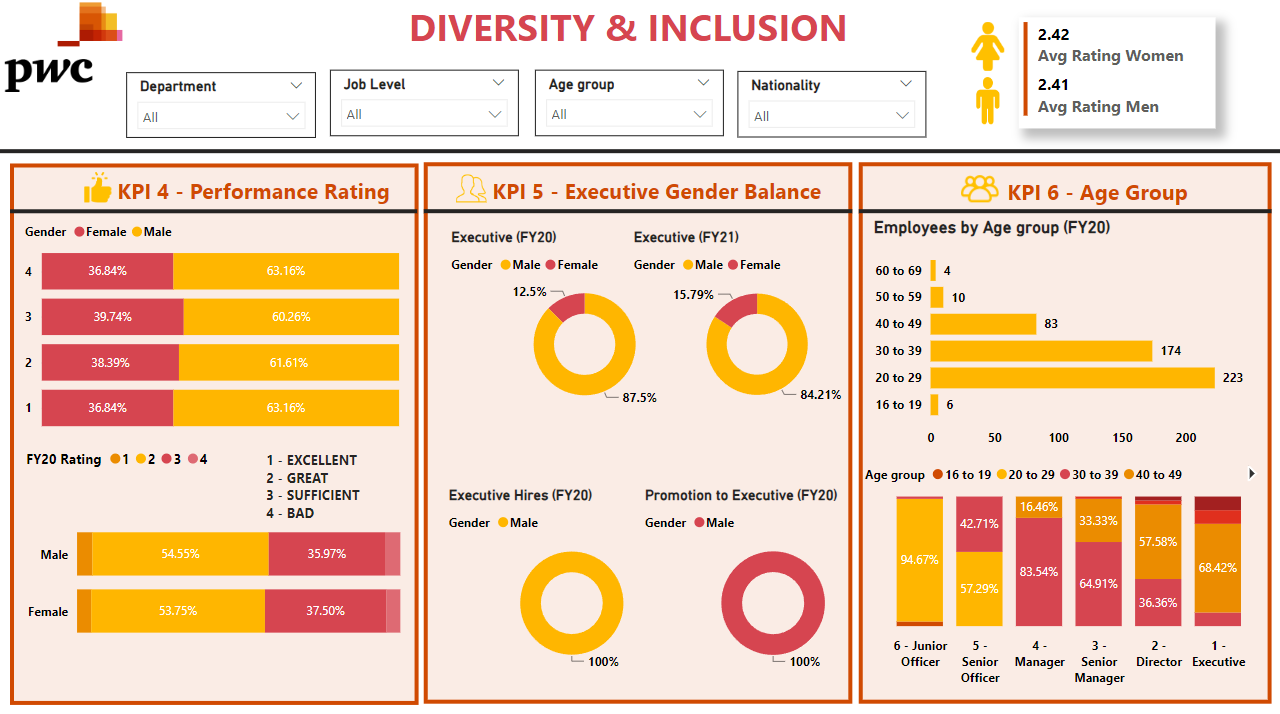 DIVERSITY & INCLUSION
pwc
Department
All
Job Level
All
Age group
All
Nationality
All
2.42
Avg Rating Women
2.41
Avg Rating Men
KPI 4 - Performance Rating
Gender Female Male
4 36.84% 63.16%
3 39.74% 60.26%
2 38.39% 61.61%
1 36.84% 63.16%
FY20 Rating 1 2 3 4
1 - EXCELLENT
2 - GREAT
3 - SUFFICIENT
4 - BAD
Male 54.55% 35.97%
Female 53.75% 37.50%
KPI 5 - Executive Gender Balance
Executive (FY20)
Gender Male Female
12.5%
87.5%
Executive (FY21)
Gender Male Female
15.79%
84.21%
Executive Hires (FY20)
Gender Male
100%
Promotion to Executive (FY20)
Gender Male
100%
KPI 6 - Age Group
Employees by Age group (FY20)
60 to 69 4
50 to 59 10
40 to 49 83
30 to 39 174
20 to 29 223
16 to 19 6
0 50 100 150 200
Age group 16 to 19 20 to 29 30 to 39 40 to 49
94.67%
42.71%
57.29%
16.46%
83.54%
33.33%
64.91%
57.58%
36.36%
68.42%
6 - Junior
Officer
5 -
Senior
Officer
4 -
Manager
3 -
Senior
Manager
2 -
Director
1 -
Executive